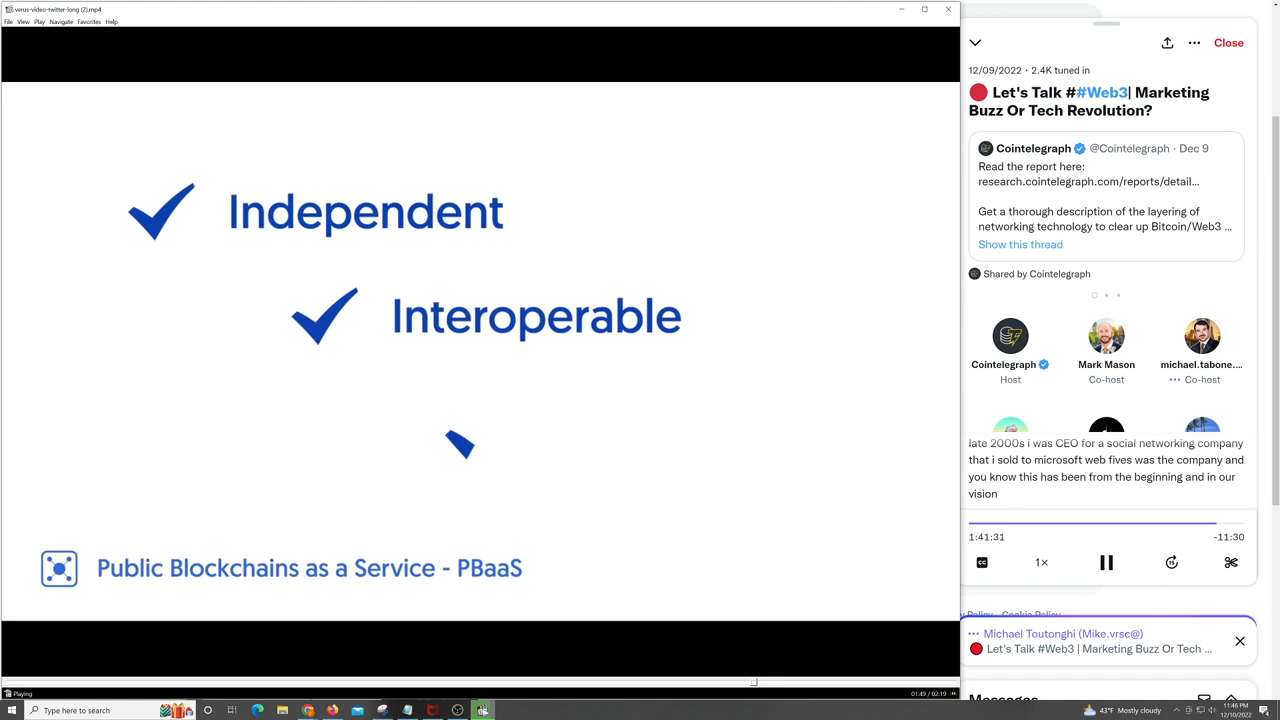 verus-video-twitter-long (2).mp4
File View Play Navigate Favorites Help
Independent
Interoperable
Public Blockchains as a Service - PBaaS
Playing
01:49 / 02:19
Close
12/09/2022 · 2.4K tuned in
Let's Talk ##Web3| Marketing
Buzz Or Tech Revolution?
Cointelegraph @Cointelegraph · Dec 9
Read the report here:
research.cointelegraph.com/reports/detail...
Get a thorough description of the layering of
networking technology to clear up Bitcoin/Web3 ...
Show this thread
Shared by Cointelegraph
Cointelegraph
Host
Mark Mason
Co-host
michael.tabone....
Co-host
late 2000s i was CEO for a social networking company
that i sold to microsoft web fives was the company and
you know this has been from the beginning and in our
vision
1:41:31
-11:30
CC
1×
15
y Policy Cookie Policy
Michael Toutonghi (Mike.vrsc@)
Let's Talk #Web3 | Marketing Buzz Or Tech ...
Messages
Type here to search
43°F Mostly cloudy
11:46 PM
12/10/2022